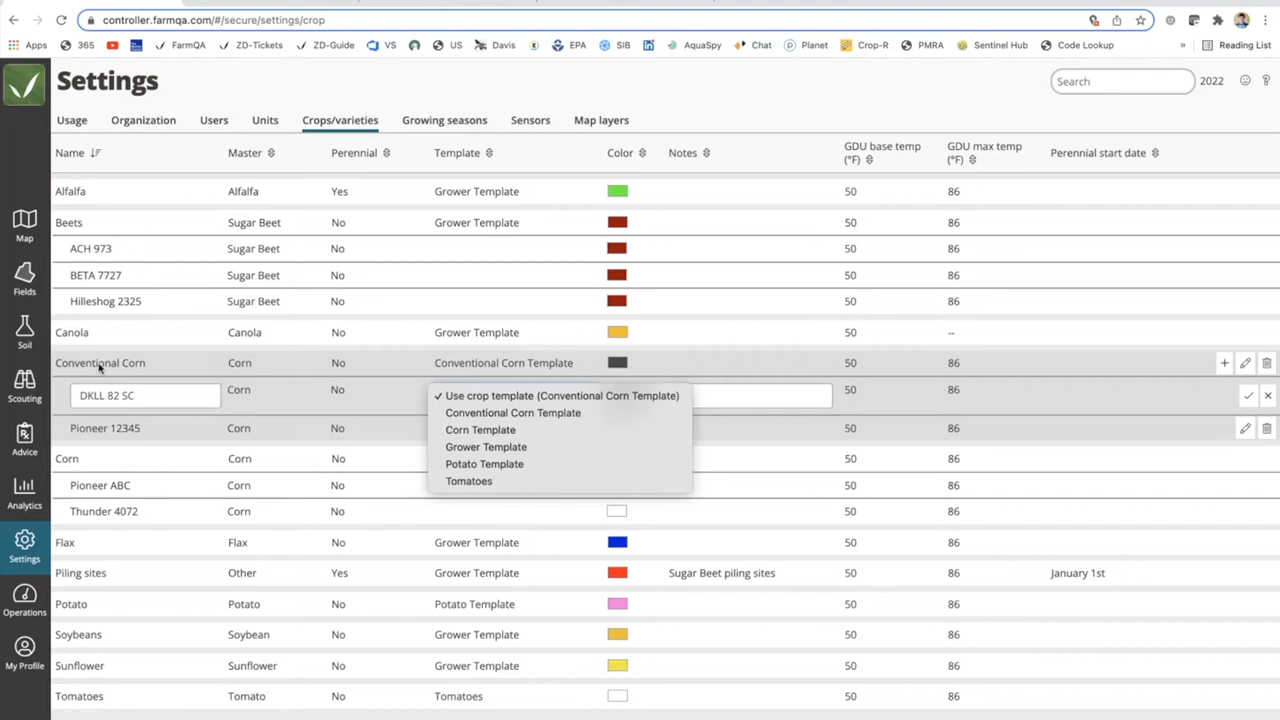 controller.farmqa.com/#/secure/settings/crop
Apps 365 FarmQA ZD-Tickets ZD-Guide VS US Davis EPA SIB AquaSpy Chat Planet Crop-R PMRA Sentinel Hub Code Lookup » Reading List
Settings
Search 2022
Usage Organization Users Units Crops/varieties Growing seasons Sensors Map layers
Name Master Perennial Template Color Notes GDU base temp (°F) GDU max temp (°F) Perennial start date
Alfalfa Alfalfa Yes Grower Template 50 86
Beets Sugar Beet No Grower Template 50 86
ACH 973 Sugar Beet No 50 86
BETA 7727 Sugar Beet No 50 86
Hilleshog 2325 Sugar Beet No 50 86
Canola Canola No Grower Template 50 --
Conventional Corn Corn No Conventional Corn Template 50 86
DKLL 82 SC Corn No ✓ Use crop template (Conventional Corn Template) 50 86
Conventional Corn Template
Pioneer 12345 Corn No Corn Template 50 86
Grower Template
Corn Corn No Potato Template 50 86
Tomatoes
Pioneer ABC Corn No 50 86
Thunder 4072 Corn No 50 86
Flax Flax No Grower Template 50 86
Piling sites Other Yes Grower Template Sugar Beet piling sites 50 86 January 1st
Potato Potato No Potato Template 50 86
Soybeans Soybean No Grower Template 50 86
Sunflower Sunflower No Grower Template 50 86
Tomatoes Tomato No Tomatoes 50 86
Map
Fields
Soil
Scouting
Advice
Analytics
Settings
Operations
My Profile